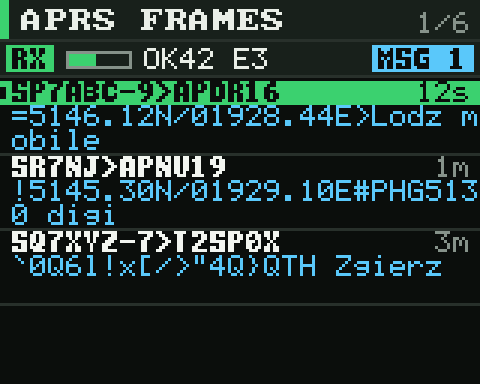 APRS FRAMES 1/6
RX OK42 E3 MSG 1
SP7ABC-9>APDR16 12s
=5146.12N/01928.44E>Lodz m
obile
SR7NJ>APNU19 1m
!5145.30N/01929.10E#PHG513
0 digi
SQ7XYZ-7>T2SP0X 3m
`0Q6l!x[/>"4Q}QTH Zgierz